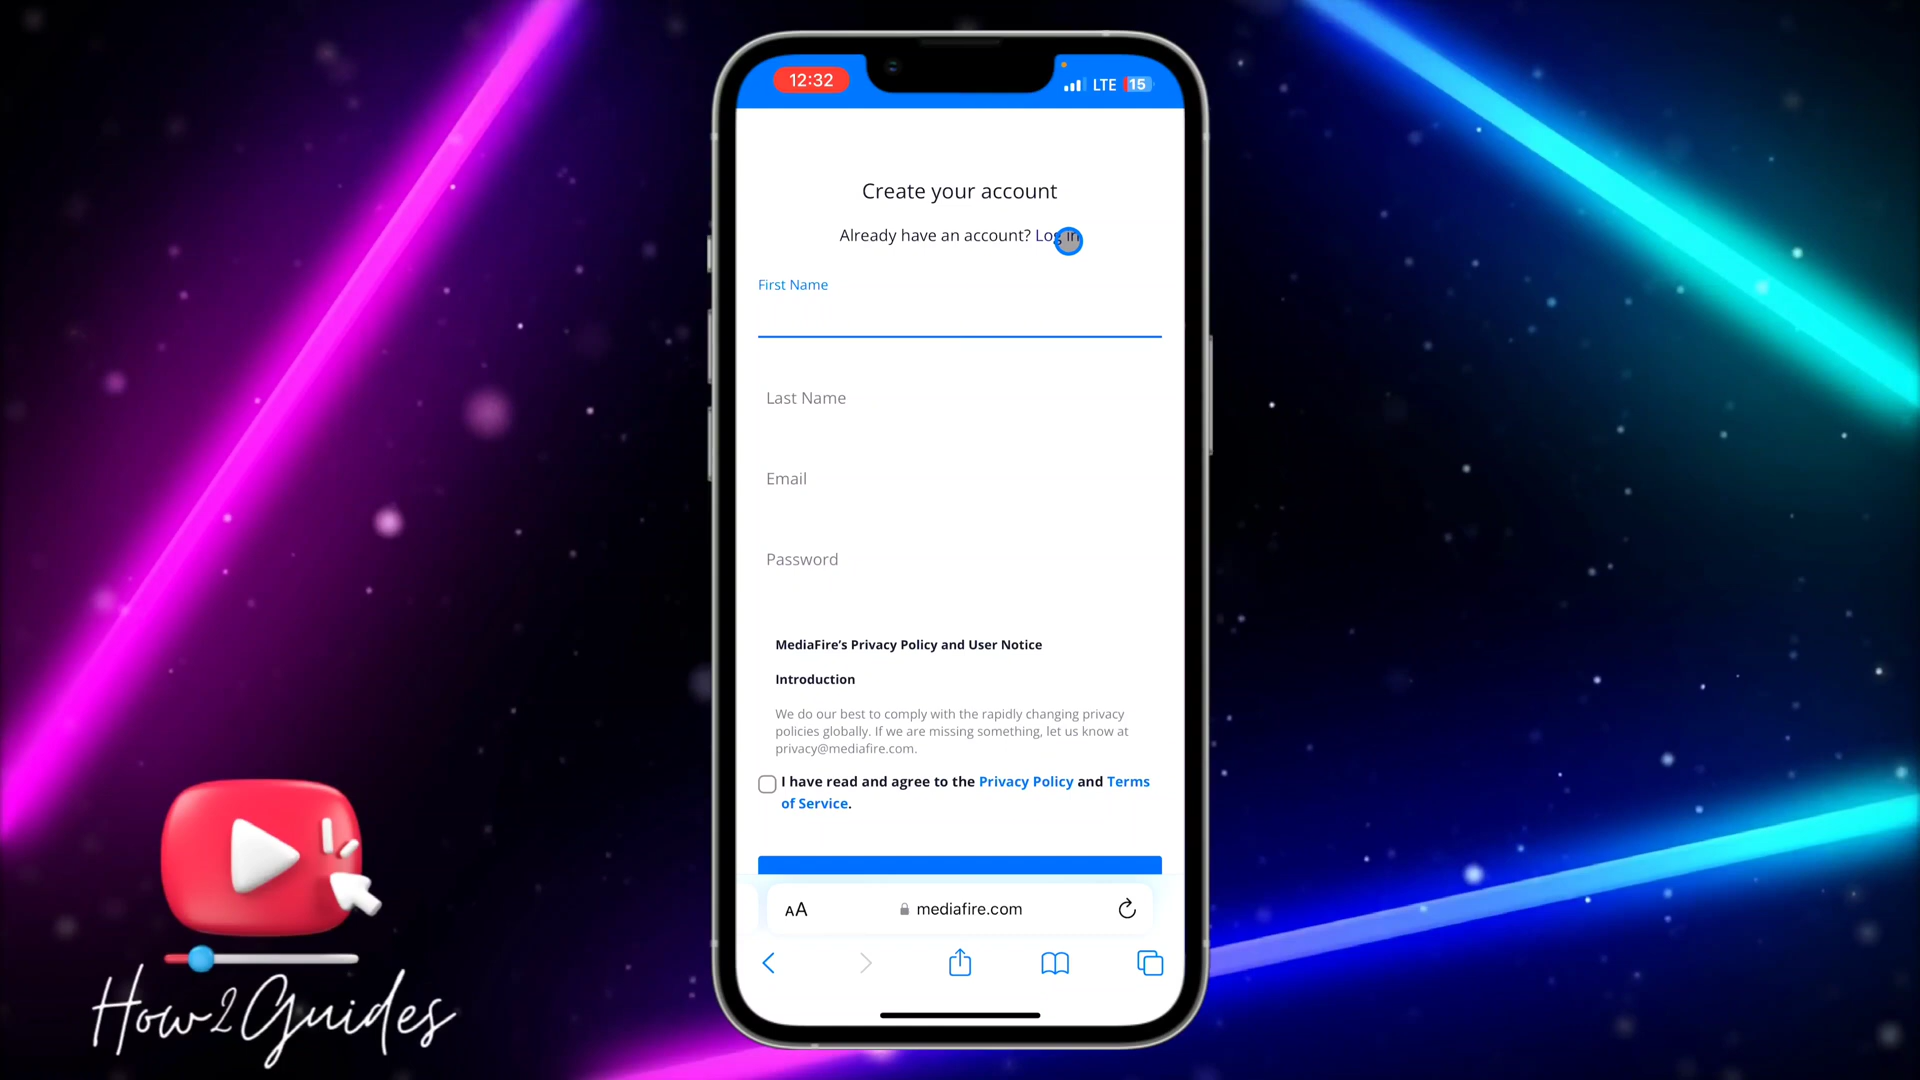 12:32
LTE 15
Create your account
Already have an account? Log in
First Name
Last Name
Email
Password
MediaFire's Privacy Policy and User Notice
Introduction
We do our best to comply with the rapidly changing privacy
policies globally. If we are missing something, let us know at
privacy@mediafire.com.
I have read and agree to the Privacy Policy and Terms
of Service.
AA mediafire.com
How2Guides